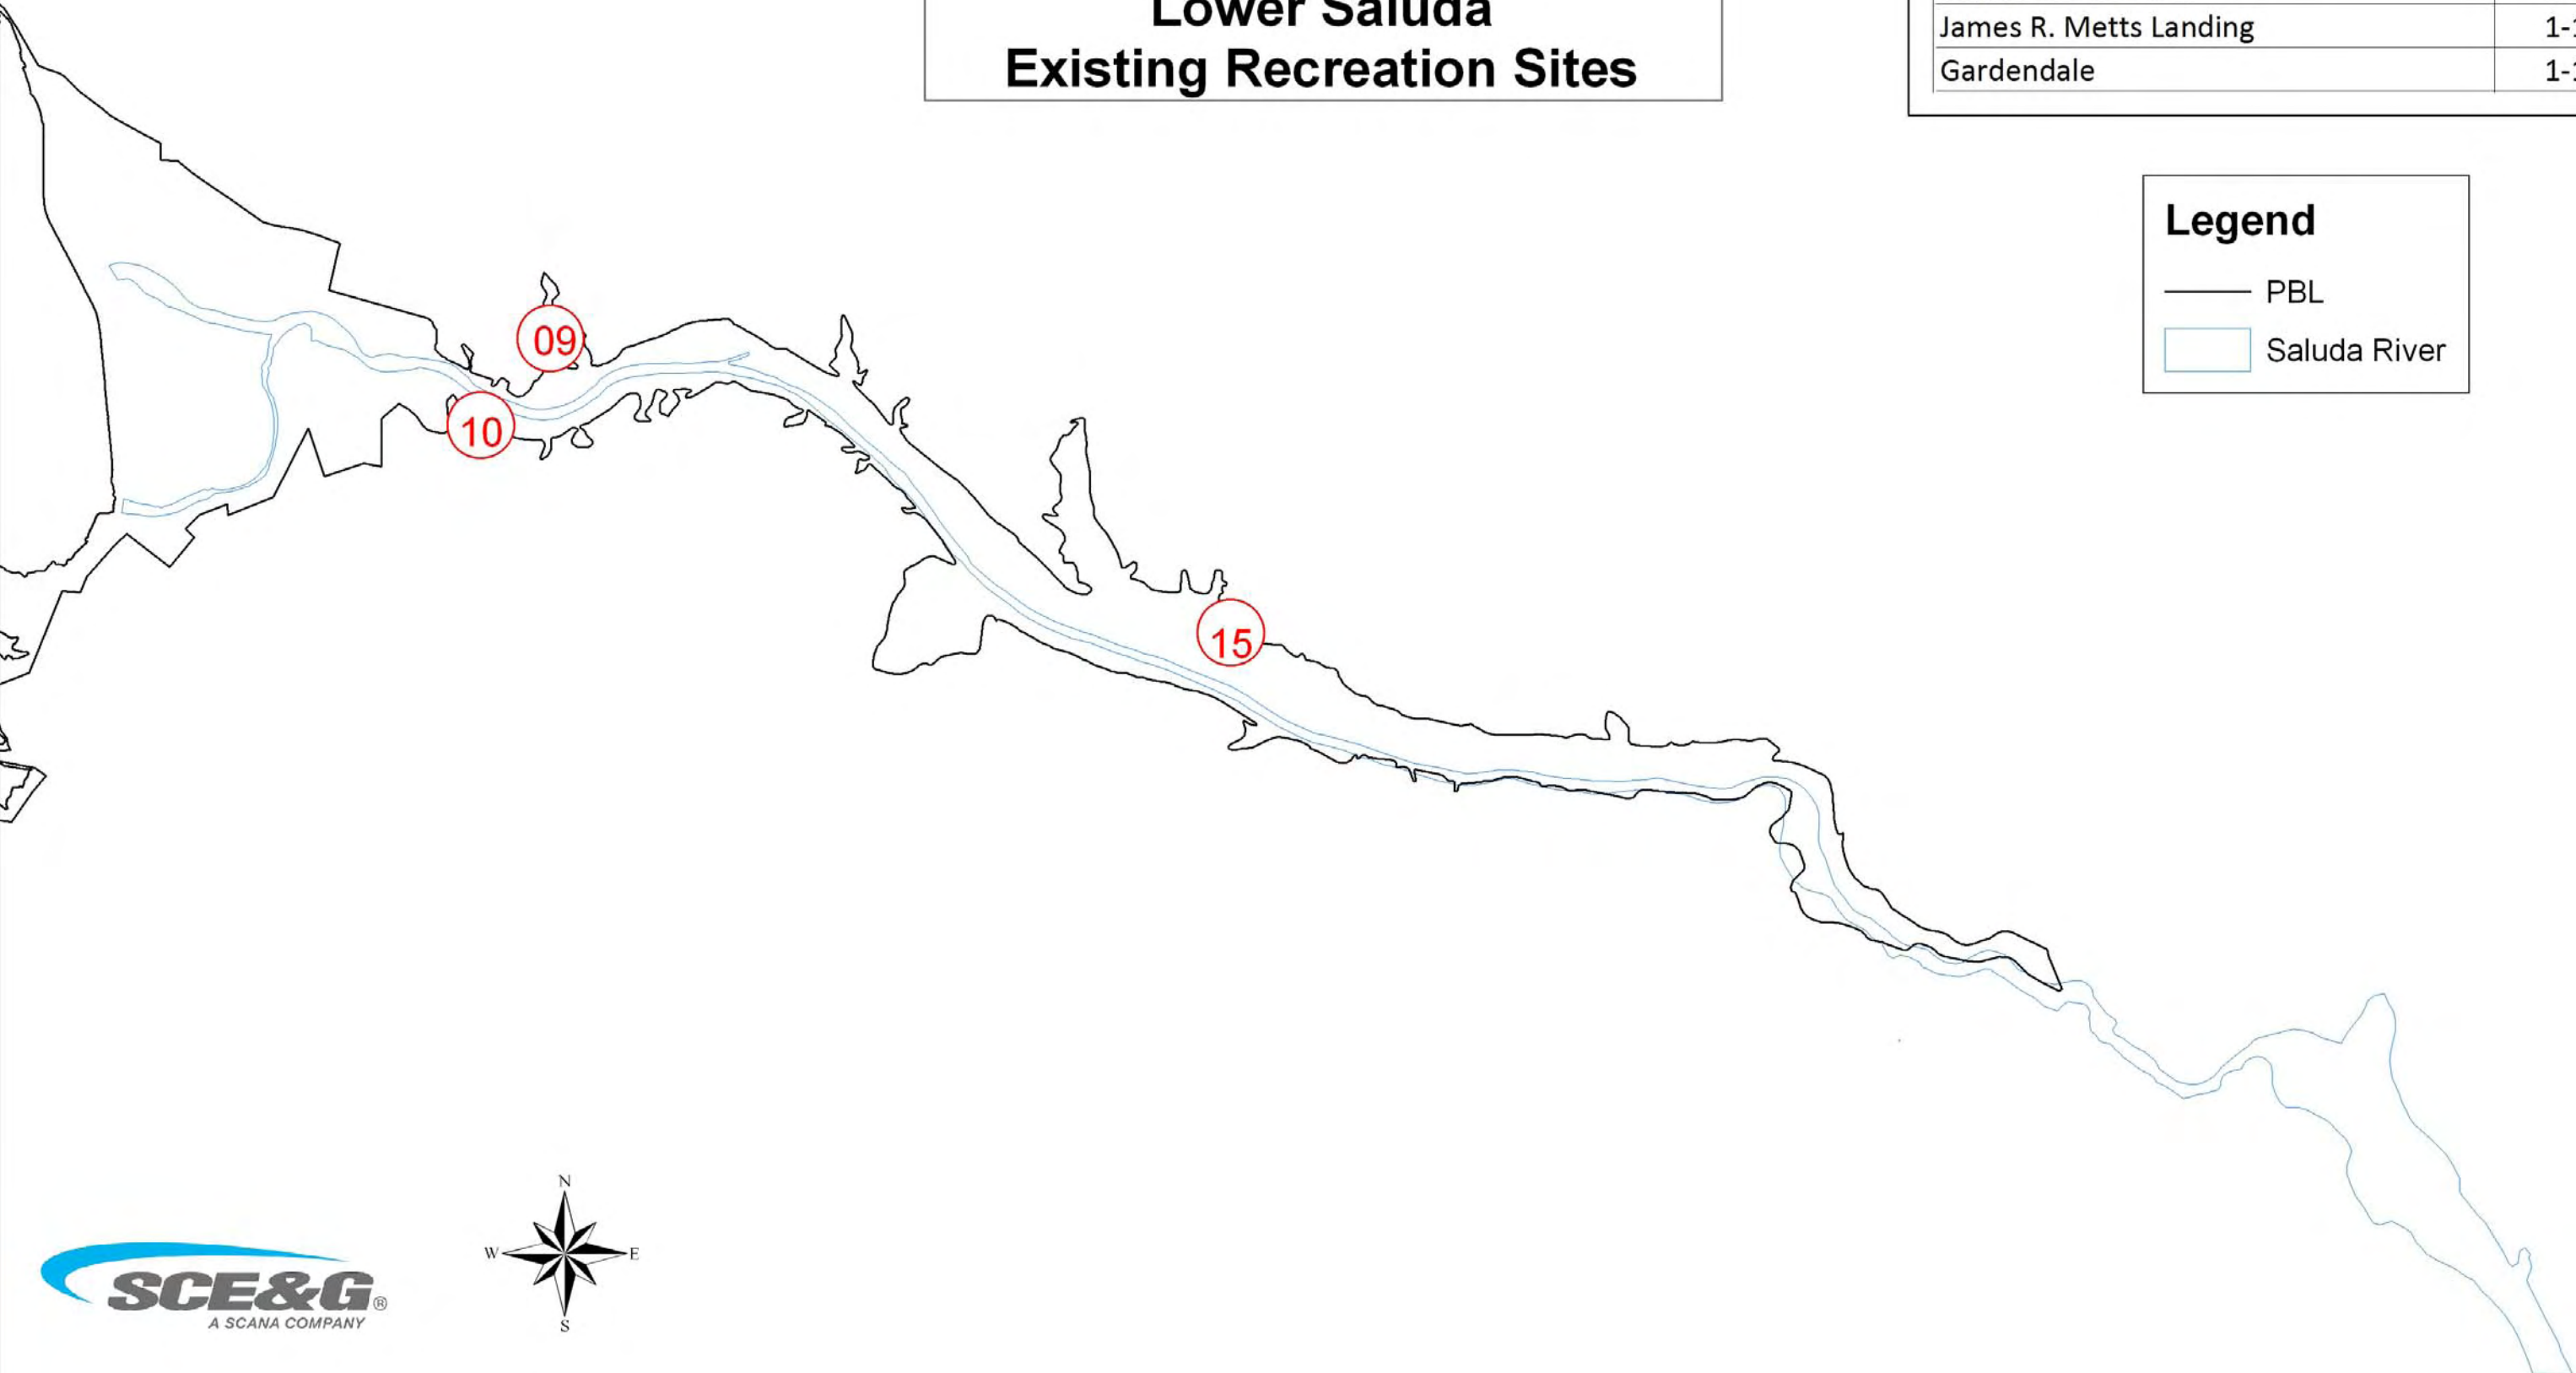 Lower Saluda
Existing Recreation Sites
James R. Metts Landing
Gardendale
Legend
PBL
Saluda River
09
10
15
N
W E
S
SCE&G®
A SCANA COMPANY